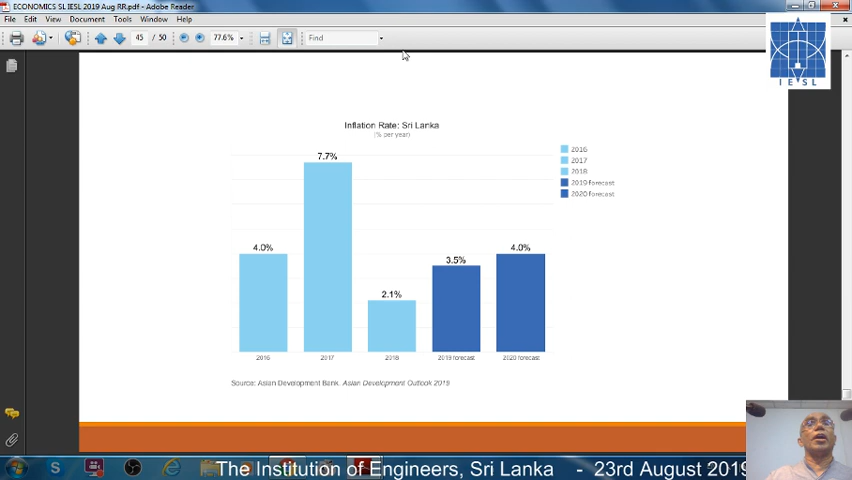 ECONOMICS SL IESL 2019 Aug RR.pdf - Adobe Reader
File Edit View Document Tools Window Help
45 / 50 77.6% Find
IESL
Inflation Rate: Sri Lanka
(% per year)
2016
2017
2018
2019 forecast
2020 forecast
7.7%
4.0%
2.1%
3.5%
4.0%
2016 2017 2018 2019 forecast 2020 forecast
Source: Asian Development Bank. Asian Development Outlook 2019
The Institution of Engineers, Sri Lanka - 23rd August 2019